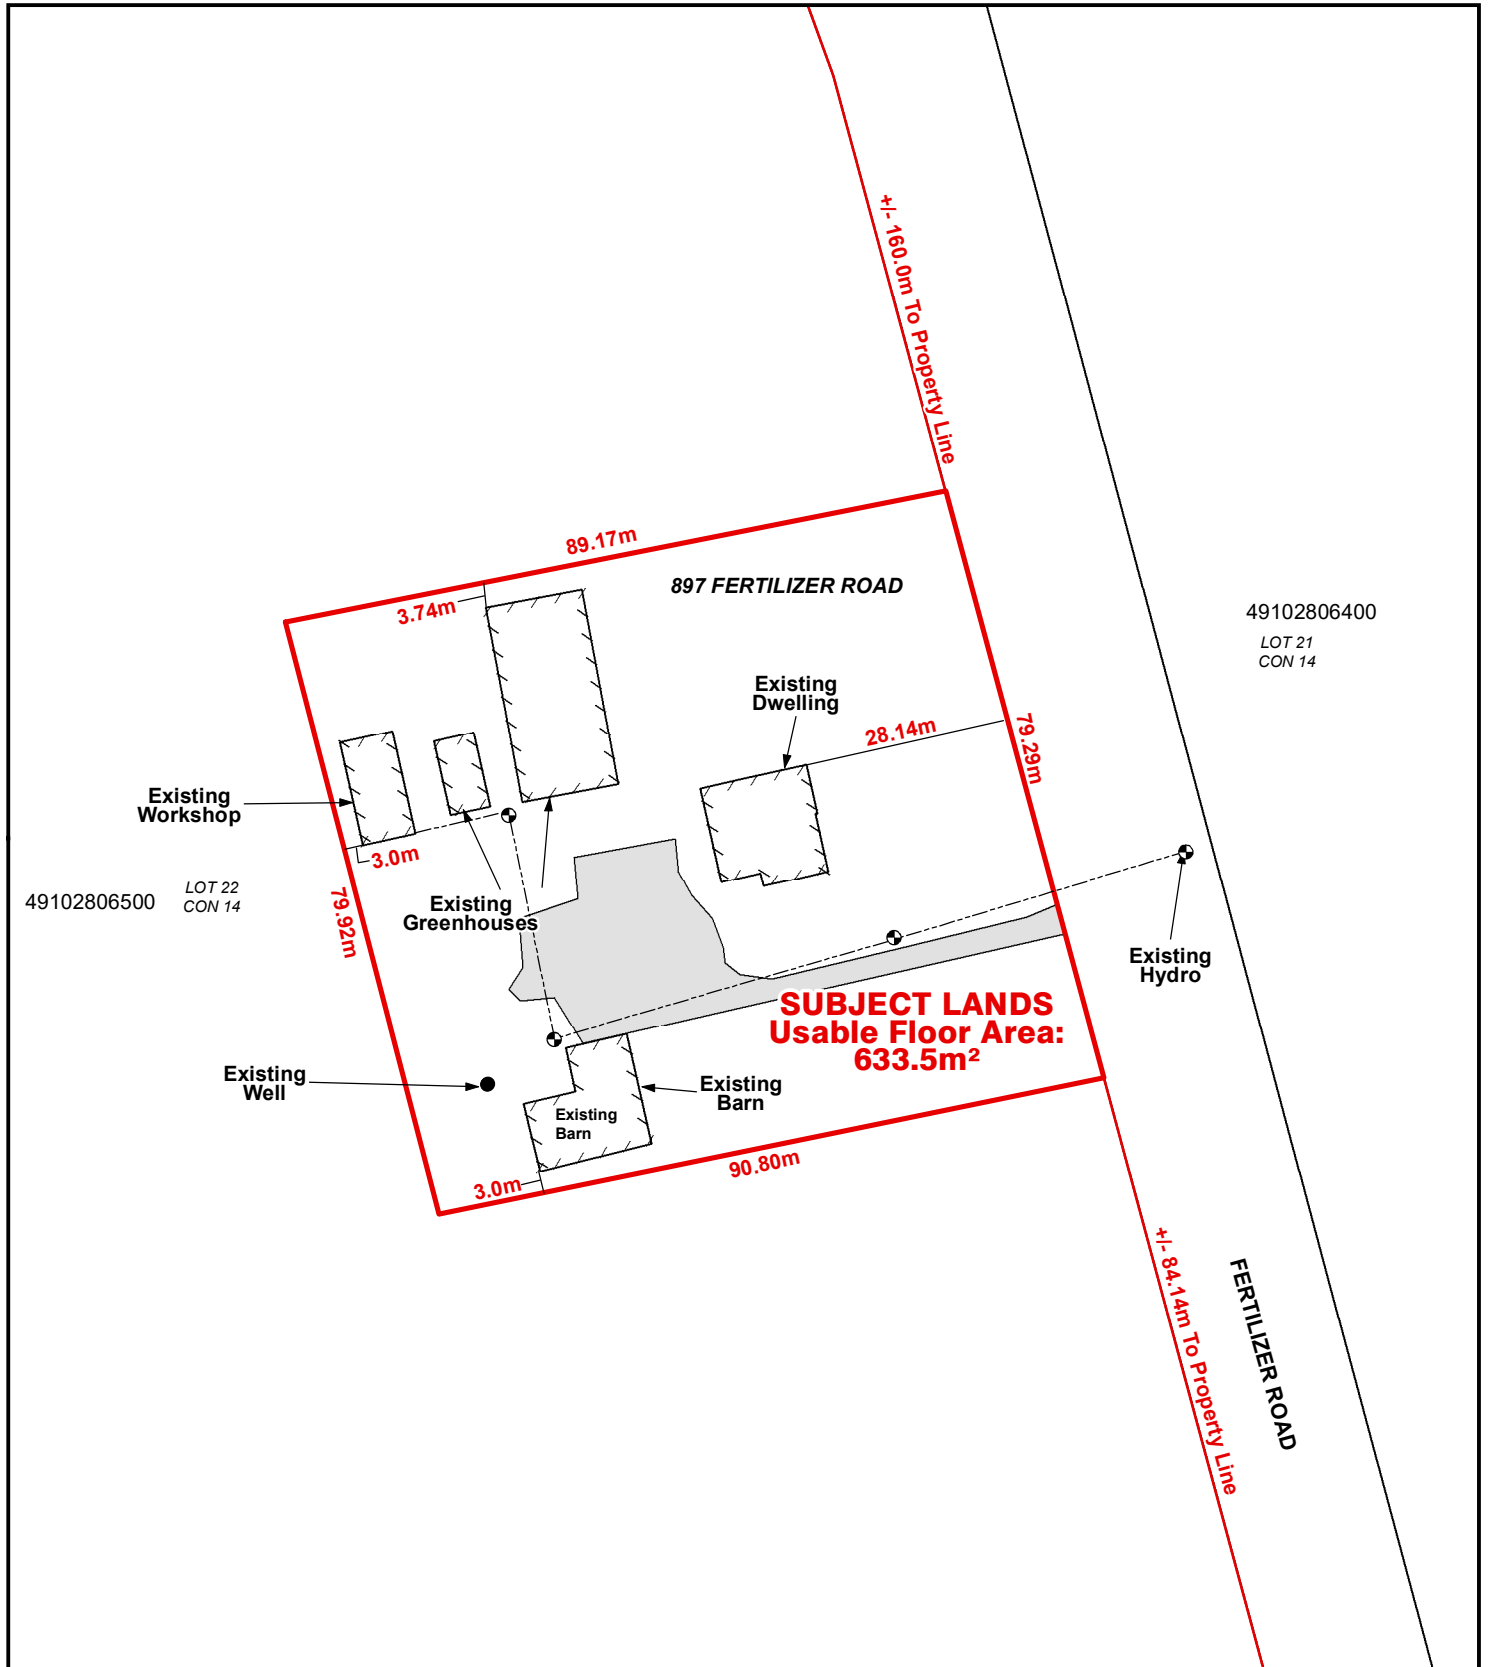 +/- 160.0m To Property Line
89.17m
897 FERTILIZER ROAD
3.74m
49102806400
LOT 21
CON 14
Existing
Dwelling
28.14m
79.29m
Existing
Workshop
3.0m
49102806500
LOT 22
CON 14
79.92m
Existing
Greenhouses
Existing
Hydro
SUBJECT LANDS
Usable Floor Area:
633.5m²
Existing
Well
Existing
Barn
Existing
Barn
90.80m
3.0m
+/- 84.14m To Property Line
FERTILIZER ROAD